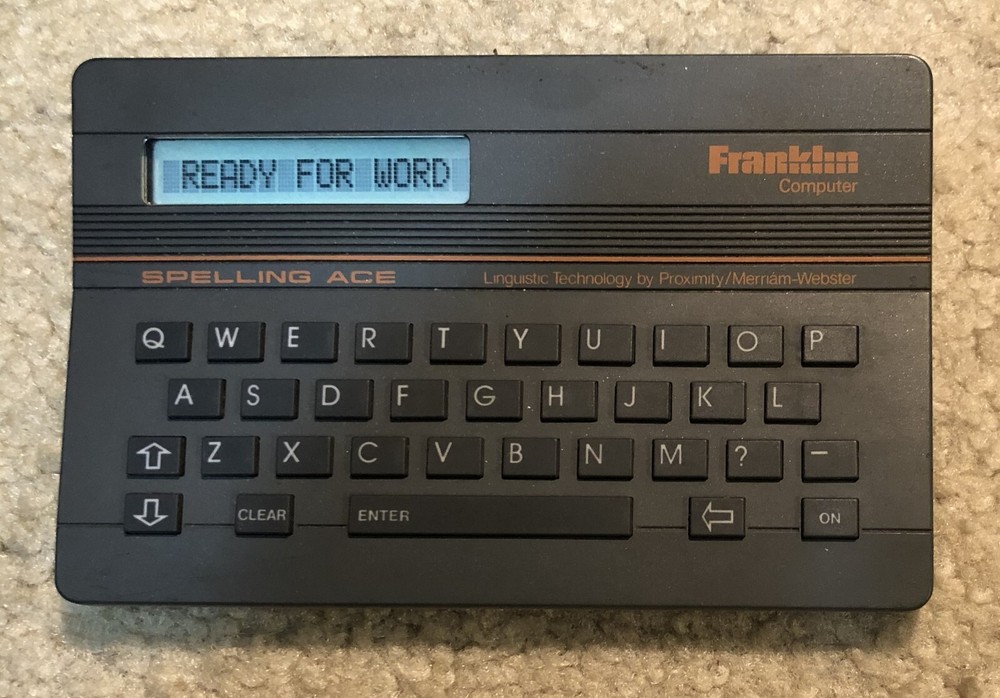 READY FOR WORD
Franklin
Computer
SPELLING ACE
Linguistic Technology by Proximity/Merriam-Webster
Q W E R T Y U I O P
A S D F G H J K L
⇧ Z X C V B N M ? –
⇩ CLEAR ENTER ⇦ ON